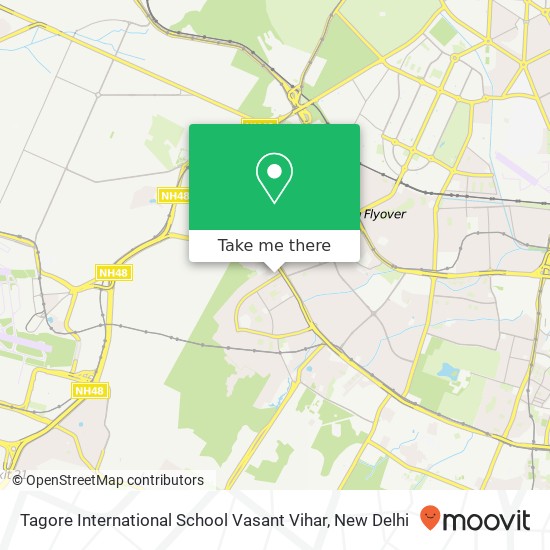 NH48
Flyover
Take me there
NH48
NH48
© OpenStreetMap contributors
Tagore International School Vasant Vihar, New Delhi
moovit